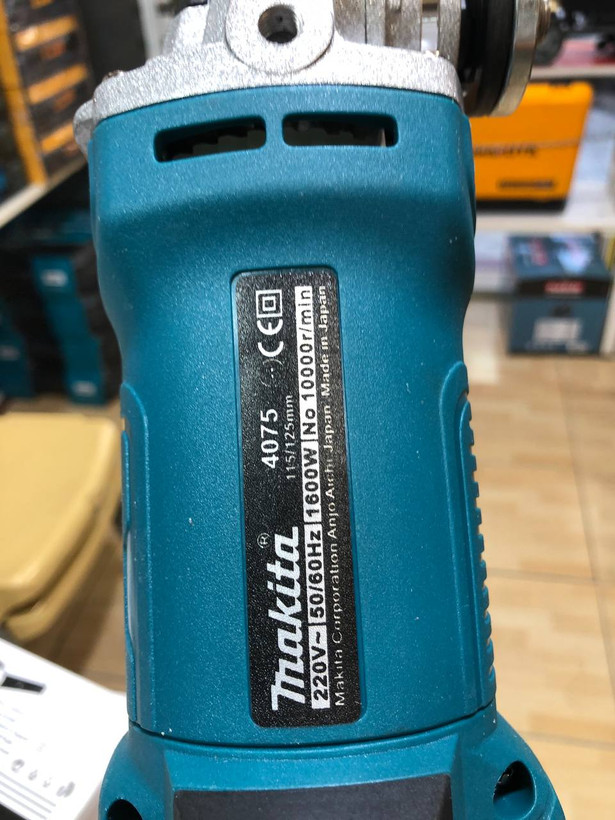 makita®
4075
115/125mm
CE
220V~ 50/60Hz 1600W No 10000r/min
Makita Corporation Anjo Aichi Japan Made in Japan